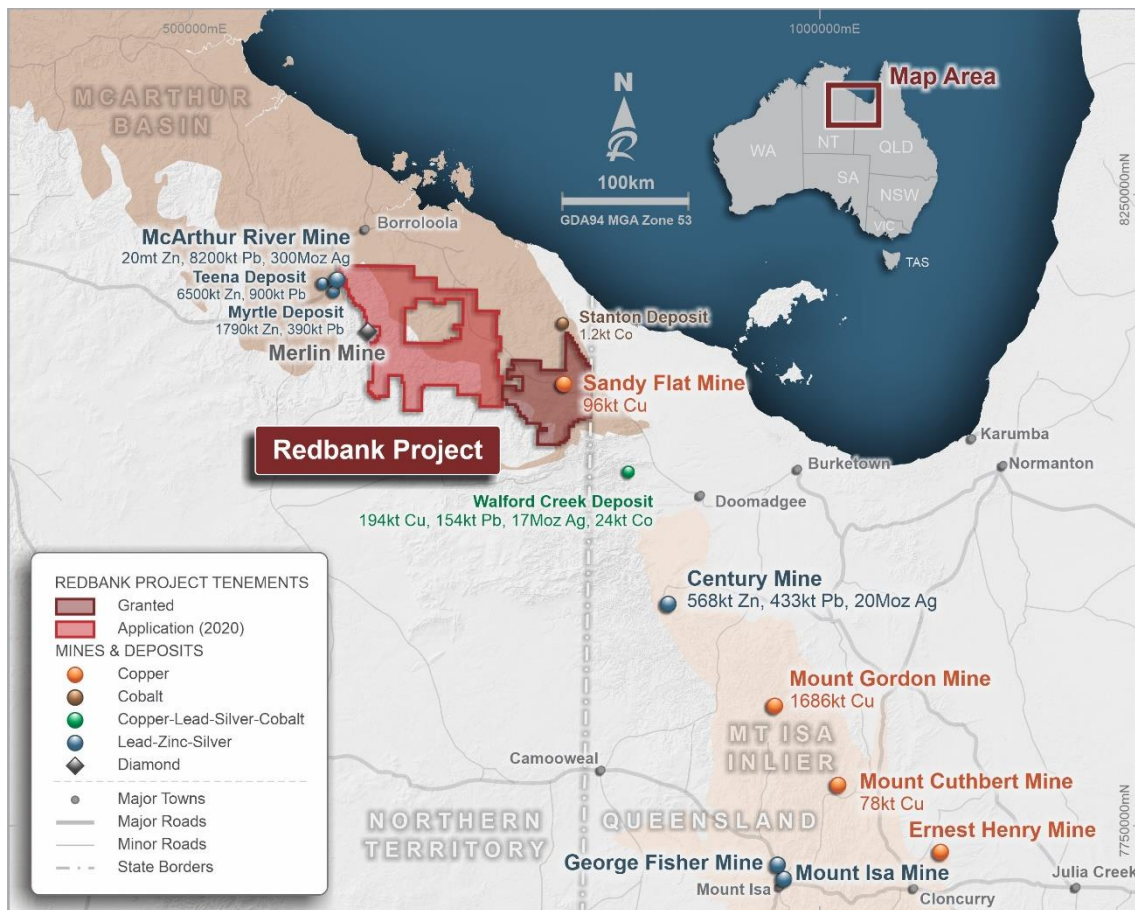 500000mE
1000000mE
MCARTHUR
BASIN
N
R
100km
GDA94 MGA Zone 53
Map Area
WA
NT
QLD
SA
NSW
VIC
TAS
8250000mN
Borroloola
McArthur River Mine
20mt Zn, 8200kt Pb, 300Moz Ag
Teena Deposit
6500kt Zn, 900kt Pb
Myrtle Deposit
1790kt Zn, 390kt Pb
Merlin Mine
Stanton Deposit
1.2kt Co
Sandy Flat Mine
96kt Cu
Redbank Project
Karumba
Normanton
Burketown
Doomadgee
Walford Creek Deposit
194kt Cu, 154kt Pb, 17Moz Ag, 24kt Co
Century Mine
568kt Zn, 433kt Pb, 20Moz Ag
Mount Gordon Mine
1686kt Cu
MT ISA
INLIER
Camooweal
Mount Cuthbert Mine
78kt Cu
NORTHERN
TERRITORY
QUEENSLAND
Ernest Henry Mine
7750000mN
George Fisher Mine
Mount Isa Mine
Mount Isa
Cloncurry
Julia Creek
REDBANK PROJECT TENEMENTS
Granted
Application (2020)
MINES & DEPOSITS
Copper
Cobalt
Copper-Lead-Silver-Cobalt
Lead-Zinc-Silver
Diamond
Major Towns
Major Roads
Minor Roads
State Borders